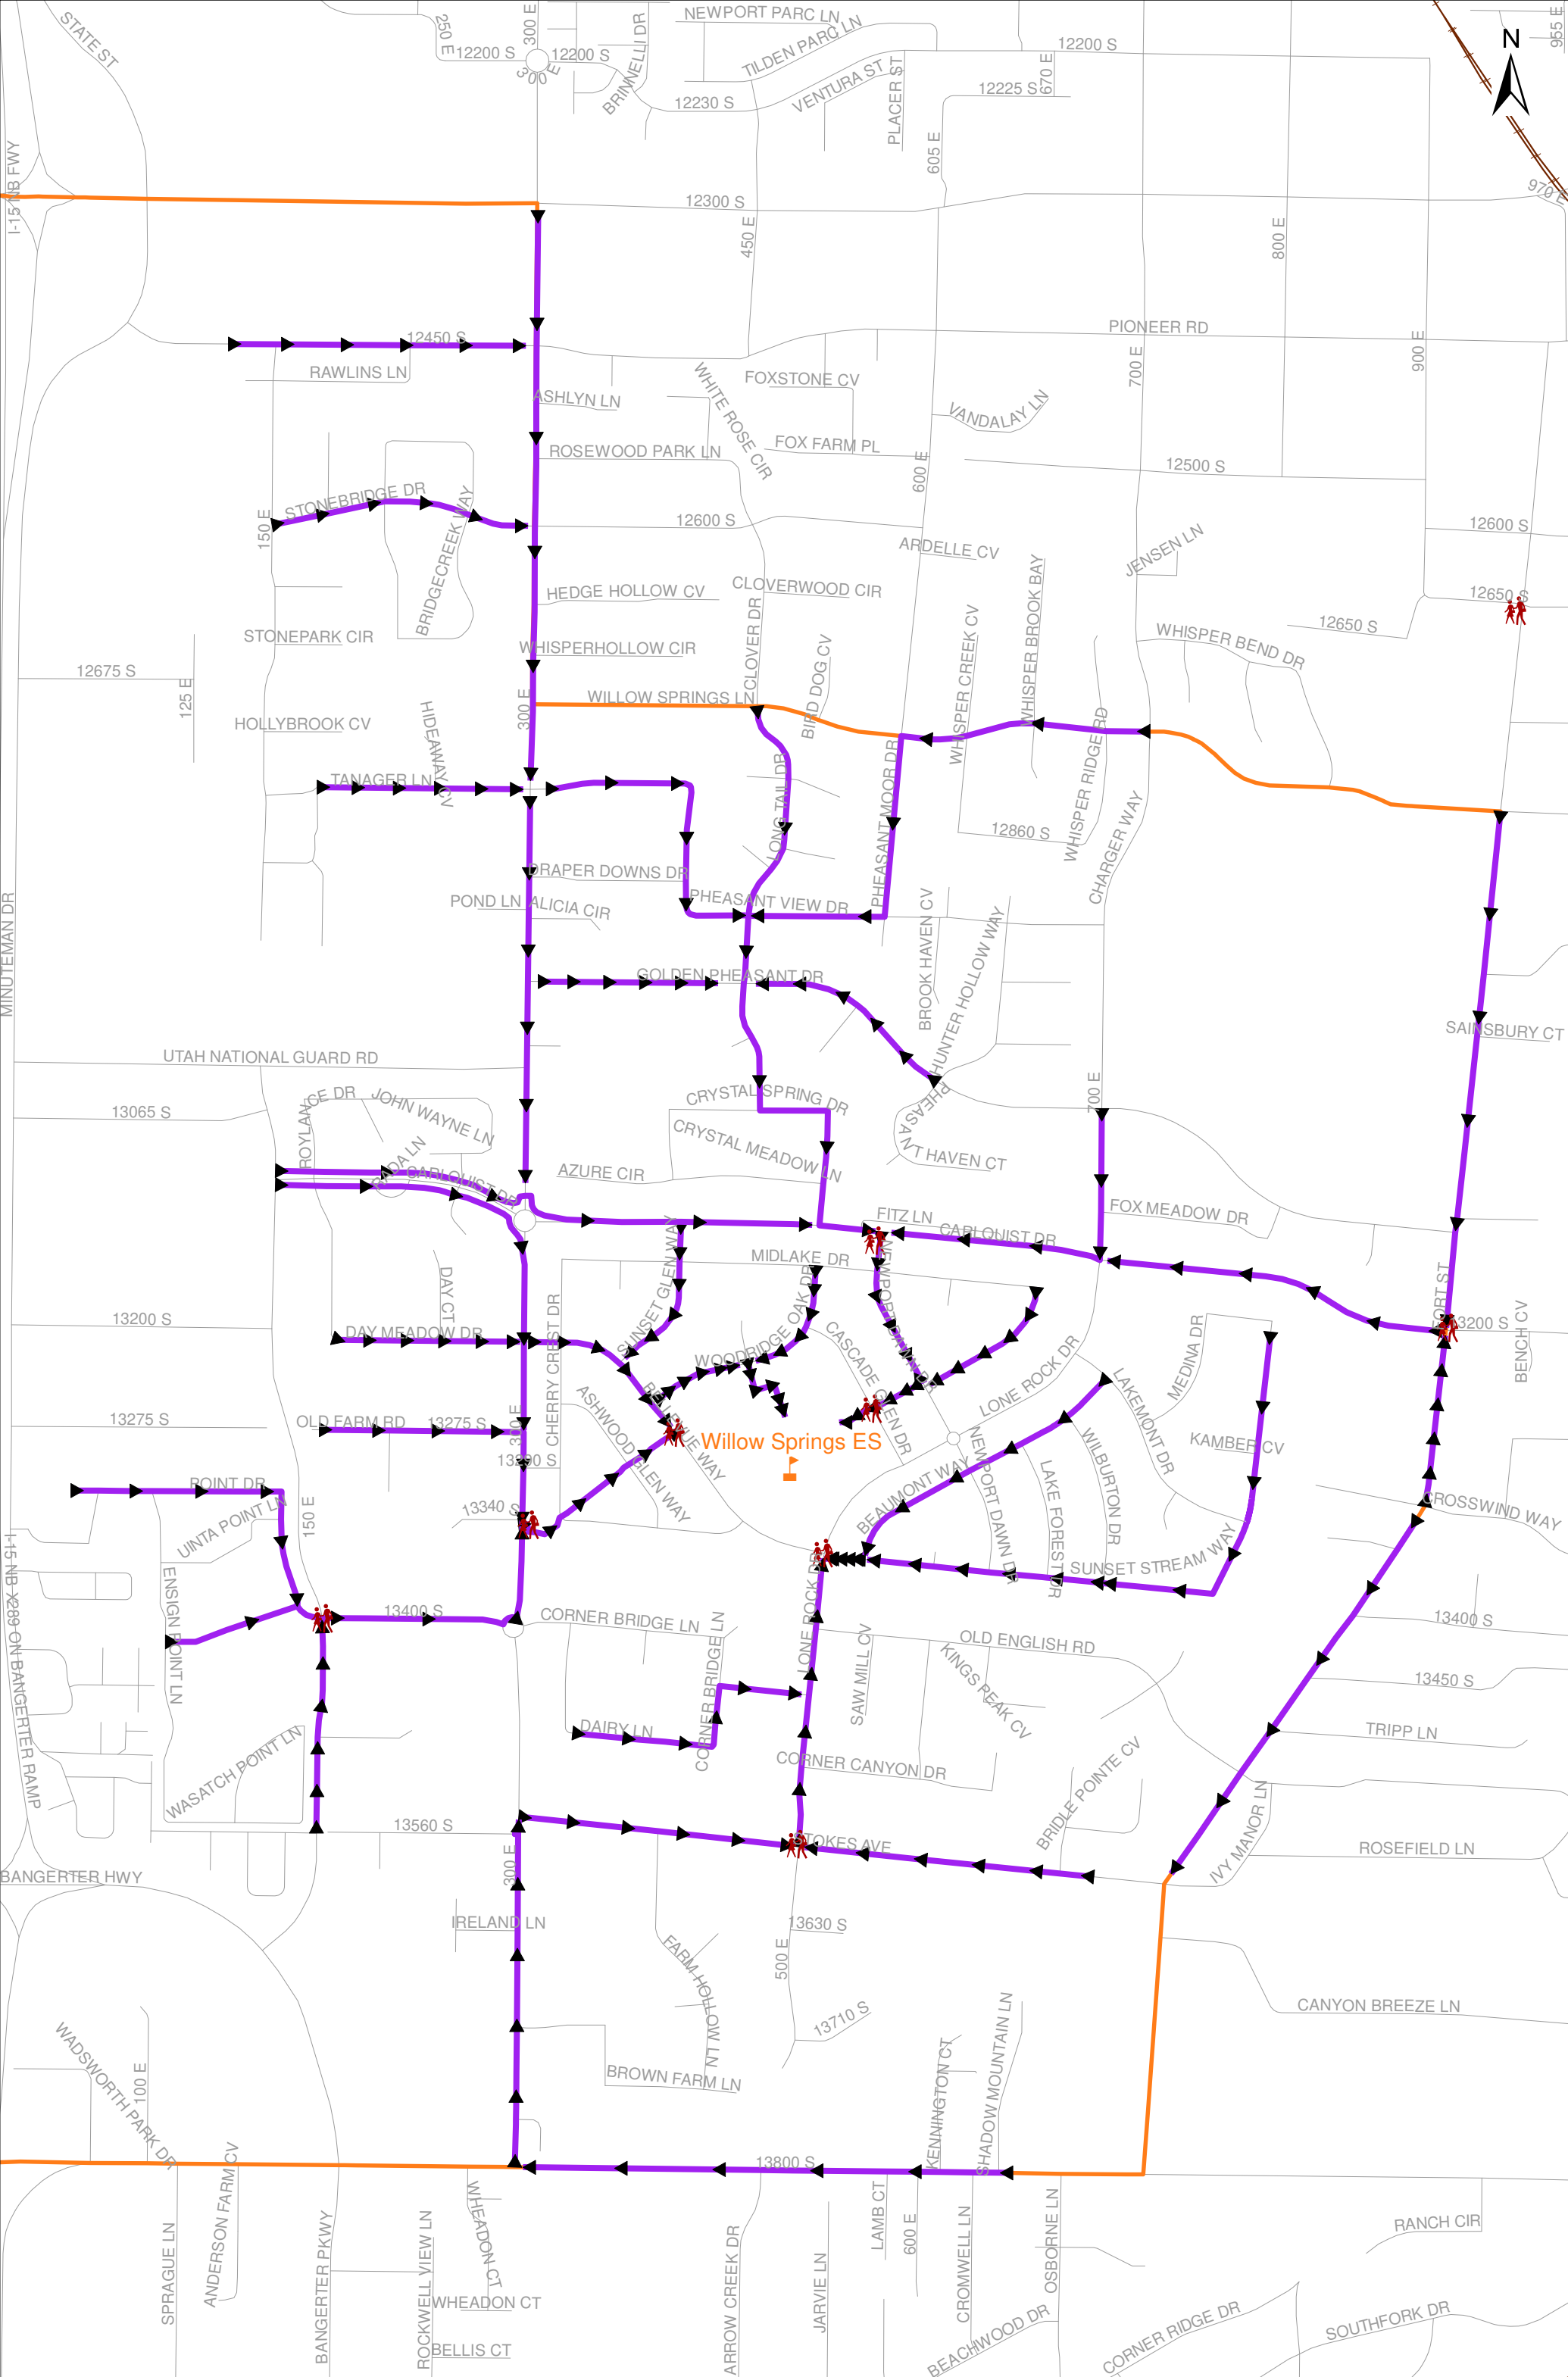 NEWPORT PARC LN
STATE ST
250 E
300 E
955 E
TILDEN PARC LN
BRINNELLI DR
N
12200 S
12200 S
12200 S
300 E
VENTURA ST
670 E
12225 S
12230 S
PLACER ST
605 E
I-15 NB FWY
970 E
12300 S
450 E
800 E
PIONEER RD
12450 S
900 E
700 E
RAWLINS LN
FOXSTONE CV
WHITE ROSE CIR
ASHLYN LN
VANDALAY LN
FOX FARM PL
ROSEWOOD PARK LN
12500 S
600 E
STONEBRIDGE DR
150 E
12600 S
12600 S
BRIDGECREEK WAY
ARDELLE CV
JENSEN LN
HEDGE HOLLOW CV
CLOVERWOOD CIR
WHISPER BROOK BAY
12650 S
12650 S
STONEPARK CIR
WHISPERHOLLOW CIR
CLOVER DR
BIRD DOG CV
WHISPER CREEK CV
WHISPER BEND DR
12675 S
125 E
WILLOW SPRINGS LN
300 E
HOLLYBROOK CV
HIDEAWAY CV
WHISPER RIDGE RD
TANAGER LN
LONG TAIL DR
PHEASANT MOOR DR
12860 S
CHARGER WAY
DRAPER DOWNS DR
POND LN
ALICIA CIR
PHEASANT VIEW DR
BROOK HAVEN CV
HUNTER HOLLOW WAY
MINUTEMAN DR
GOLDEN PHEASANT DR
SAINSBURY CT
UTAH NATIONAL GUARD RD
700 E
ROYLANCE DR
JOHN WAYNE LN
13065 S
CRYSTAL SPRING DR
CRYSTAL MEADOW LN
PHEASANT HAVEN CT
CARLQUIST DR
AZURE CIR
FITZ LN
FOX MEADOW DR
CARLQUIST DR
MIDLAKE DR
SUNSET GLEN WAY
NEWPORT DAWN DR
FORT ST
DAY CT
CHERRY CREST DR
WOODRIDGE OAK DR
13200 S
DAY MEADOW DR
CASCADE GLEN DR
LONE ROCK DR
MEDINA DR
13200 S
BENCH CV
ASHWOOD GLEN WAY
BELLEVUE WAY
LAKEMONT DR
13275 S
OLD FARM RD
13275 S
300 E
Willow Springs ES
WILBURTON DR
KAMBER CV
13290 S
POINT DR
150 E
UINTA POINT LN
13340 S
BEAUMONT WAY
NEWPORT DAWN DR
LAKE FOREST DR
CROSSWIND WAY
SUNSET STREAM WAY
I-15 NB X289 ON BANGERTER RAMP
ENSIGN POINT LN
13400 S
CORNER BRIDGE LN
LONE ROCK DR
OLD ENGLISH RD
13400 S
SAW MILL CV
KINGS PEAK CV
13450 S
CORNER BRIDGE LN
DAIRY LN
TRIPP LN
WASATCH POINT LN
CORNER CANYON DR
BRIDLE POINTE CV
IVY MANOR LN
13560 S
STOKES AVE
300 E
ROSEFIELD LN
BANGERTER HWY
IRELAND LN
13630 S
500 E
FARM HOLLOW LN
13710 S
CANYON BREEZE LN
WADSWORTH PARK DR
100 E
BROWN FARM LN
KENNINGTON CT
SHADOW MOUNTAIN LN
13800 S
SPRAGUE LN
ANDERSON FARM CV
BANGERTER PKWY
ROCKWELL VIEW LN
WHEADON CT
WHEADON CT
BELLIS CT
ARROW CREEK DR
JARVIE LN
LAMB CT
600 E
CROMWELL LN
OSBORNE LN
RANCH CIR
BEACHWOOD DR
CORNER RIDGE DR
SOUTHFORK DR